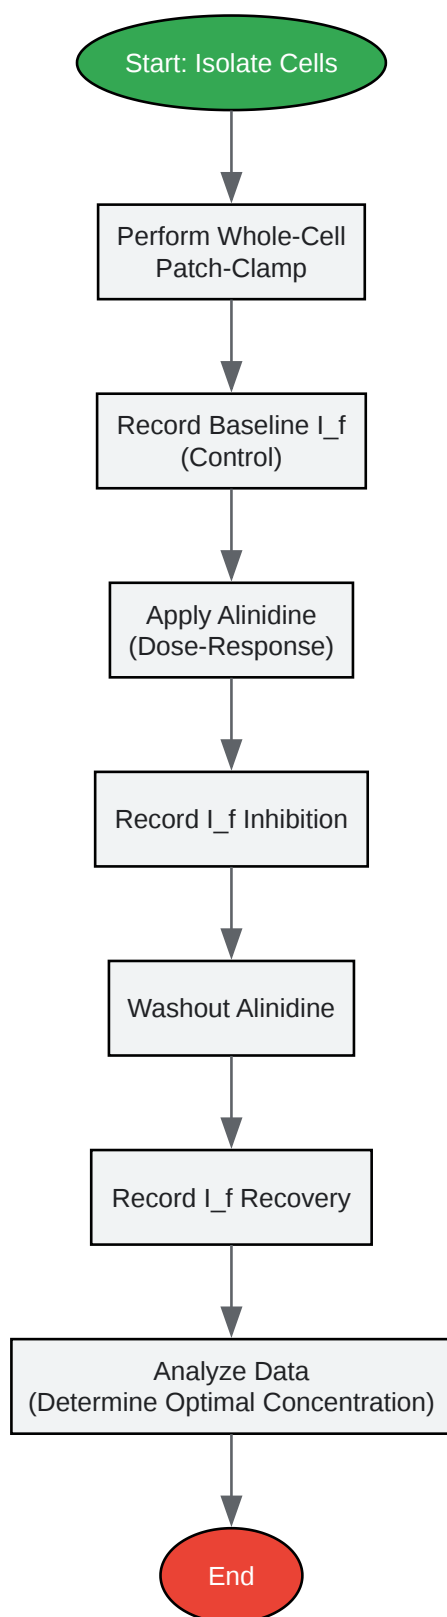 Start: Isolate Cells
Perform Whole-Cell
Patch-Clamp
Record Baseline I_f
(Control)
Apply Alinidine
(Dose-Response)
Record I_f Inhibition
Washout Alinidine
Record I_f Recovery
Analyze Data
(Determine Optimal Concentration)
End